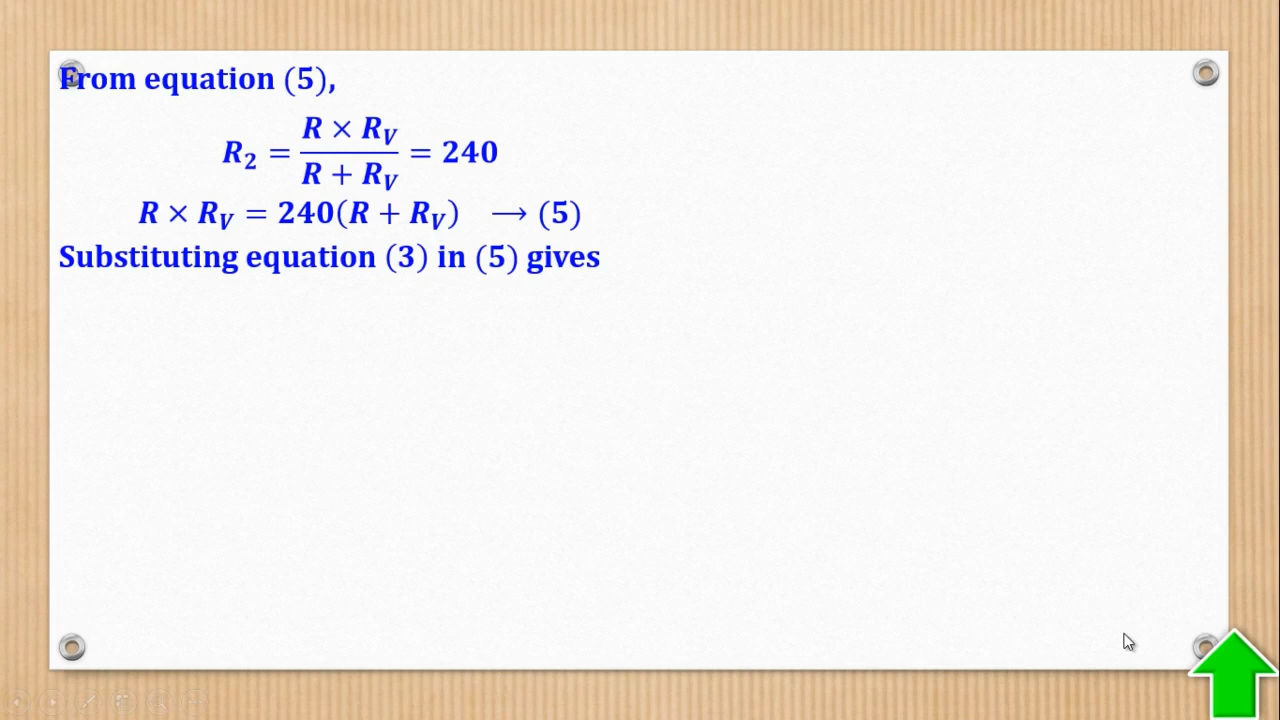 From equation (5),
R₂ = (R × R_V)/(R + R_V) = 240
R × R_V = 240(R + R_V) ⟶ (5)
Substituting equation (3) in (5) gives